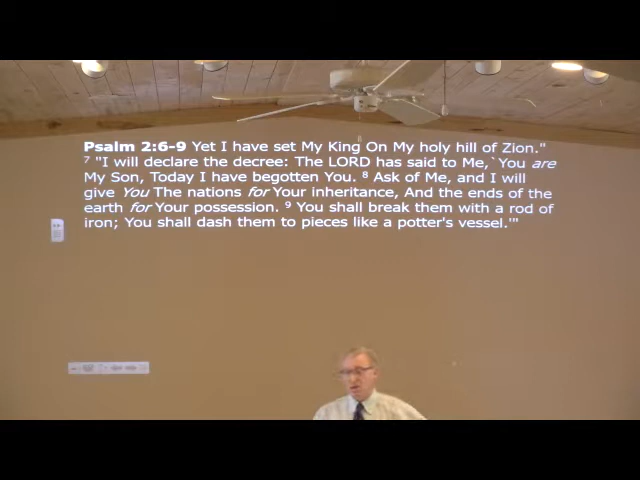 Psalm 2:6-9 Yet I have set My King On My holy hill of Zion."
7 "I will declare the decree: The LORD has said to Me,`You are
My Son, Today I have begotten You. 8 Ask of Me, and I will
give You The nations for Your inheritance, And the ends of the
earth for Your possession. 9 You shall break them with a rod of
iron; You shall dash them to pieces like a potter's vessel.'"